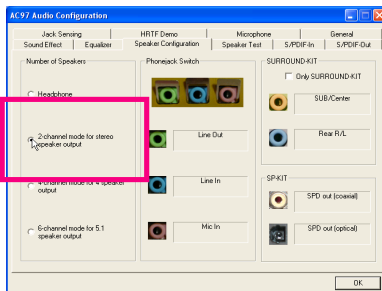 AC97 Audio Configuration
Jack Sensing
HRTF Demo
Microphone
General
Sound Effect
Equalizer
Speaker Configuration
Speaker Test
S/PDIF-In
S/PDIF-Out
Number of Speakers
Headphone
2-channel mode for stereo
speaker output
4-channel mode for 4 speaker
output
6-channel mode for 5.1
speaker output
Phonejack Switch
Line Out
Line In
Mic In
SURROUND-KIT
Only SURROUND-KIT
SUB/Center
Rear R/L
SP-KIT
SPD out (coaxial)
SPD out (optical)
OK